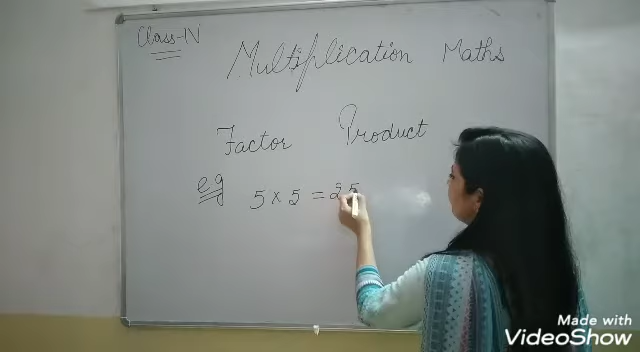 Class-IV
Multiplication Maths
Factor Product
eg 5 × 5 = 25
Made with
VideoShow